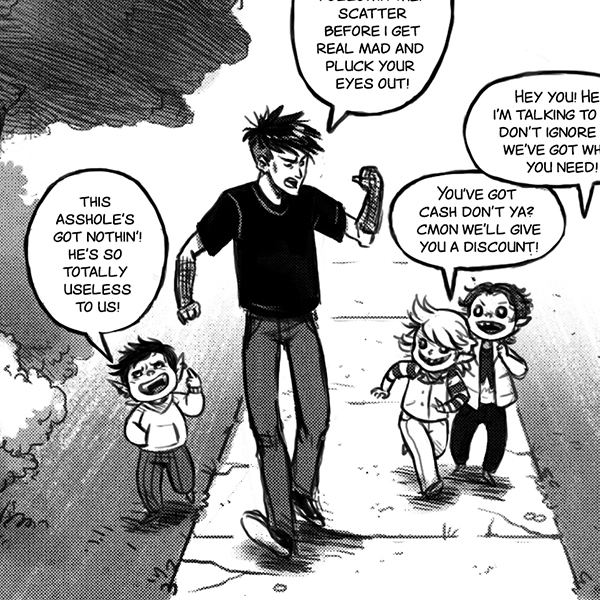 SCATTER
BEFORE I GET
REAL MAD AND
PLUCK YOUR
EYES OUT!
HEY YOU!
I'M TALKING TO
DON'T IGNORE
WE'VE GOT
YOU NEED!
THIS
ASSHOLE'S
GOT NOTHIN'!
HE'S SO
TOTALLY
USELESS
TO US!
YOU'VE GOT
CASH DON'T YA?
CMON WE'LL GIVE
YOU A DISCOUNT!